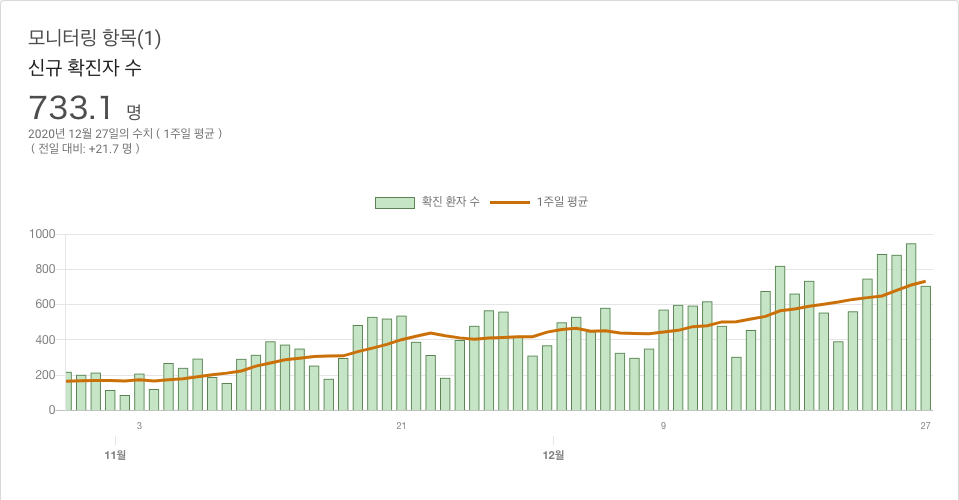 모니터링 항목(1)
신규 확진자 수
733.1 명
2020년 12월 27일의 수치 ( 1주일 평균 )
( 전일 대비: +21.7 명 )
확진 환자 수 1주일 평균
1000
800
600
400
200
0
3 21 9 27
11월 12월